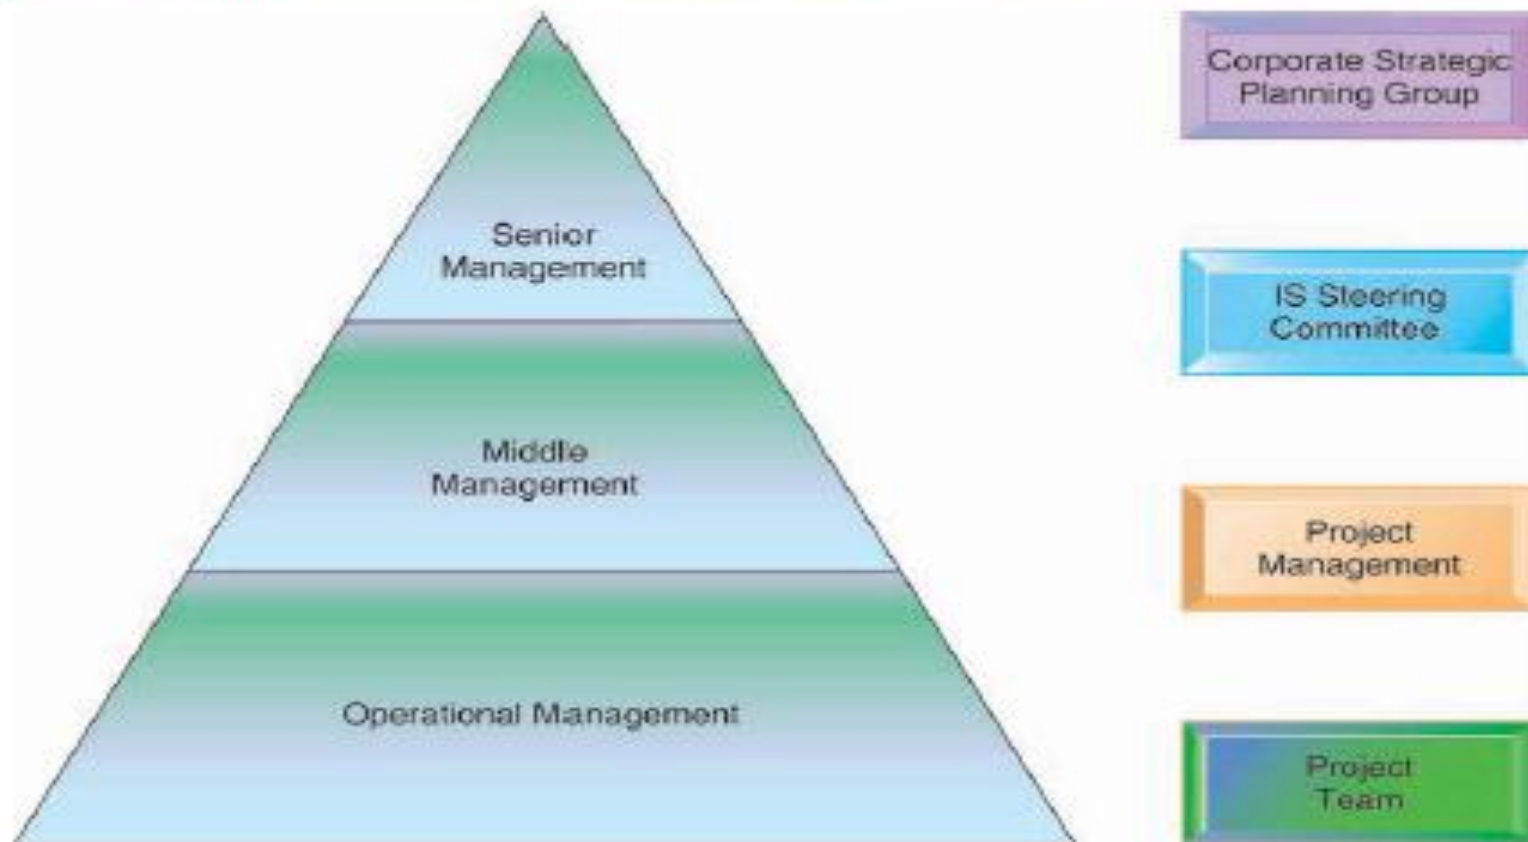 Senior
Management
Middle
Management
Operational Management
Corporate Strategic
Planning Group
IS Steering
Committee
Project
Management
Project
Team